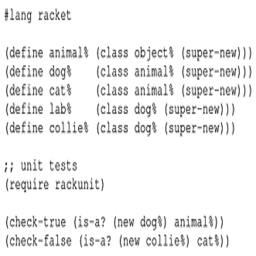 #lang racket
(define animal% (class object% (super-new)))
(define dog%    (class animal% (super-new)))
(define cat%    (class animal% (super-new)))
(define lab%    (class dog% (super-new)))
(define collie% (class dog% (super-new)))
;; unit tests
(require rackunit)
(check-true (is-a? (new dog%) animal%))
(check-false (is-a? (new collie%) cat%))